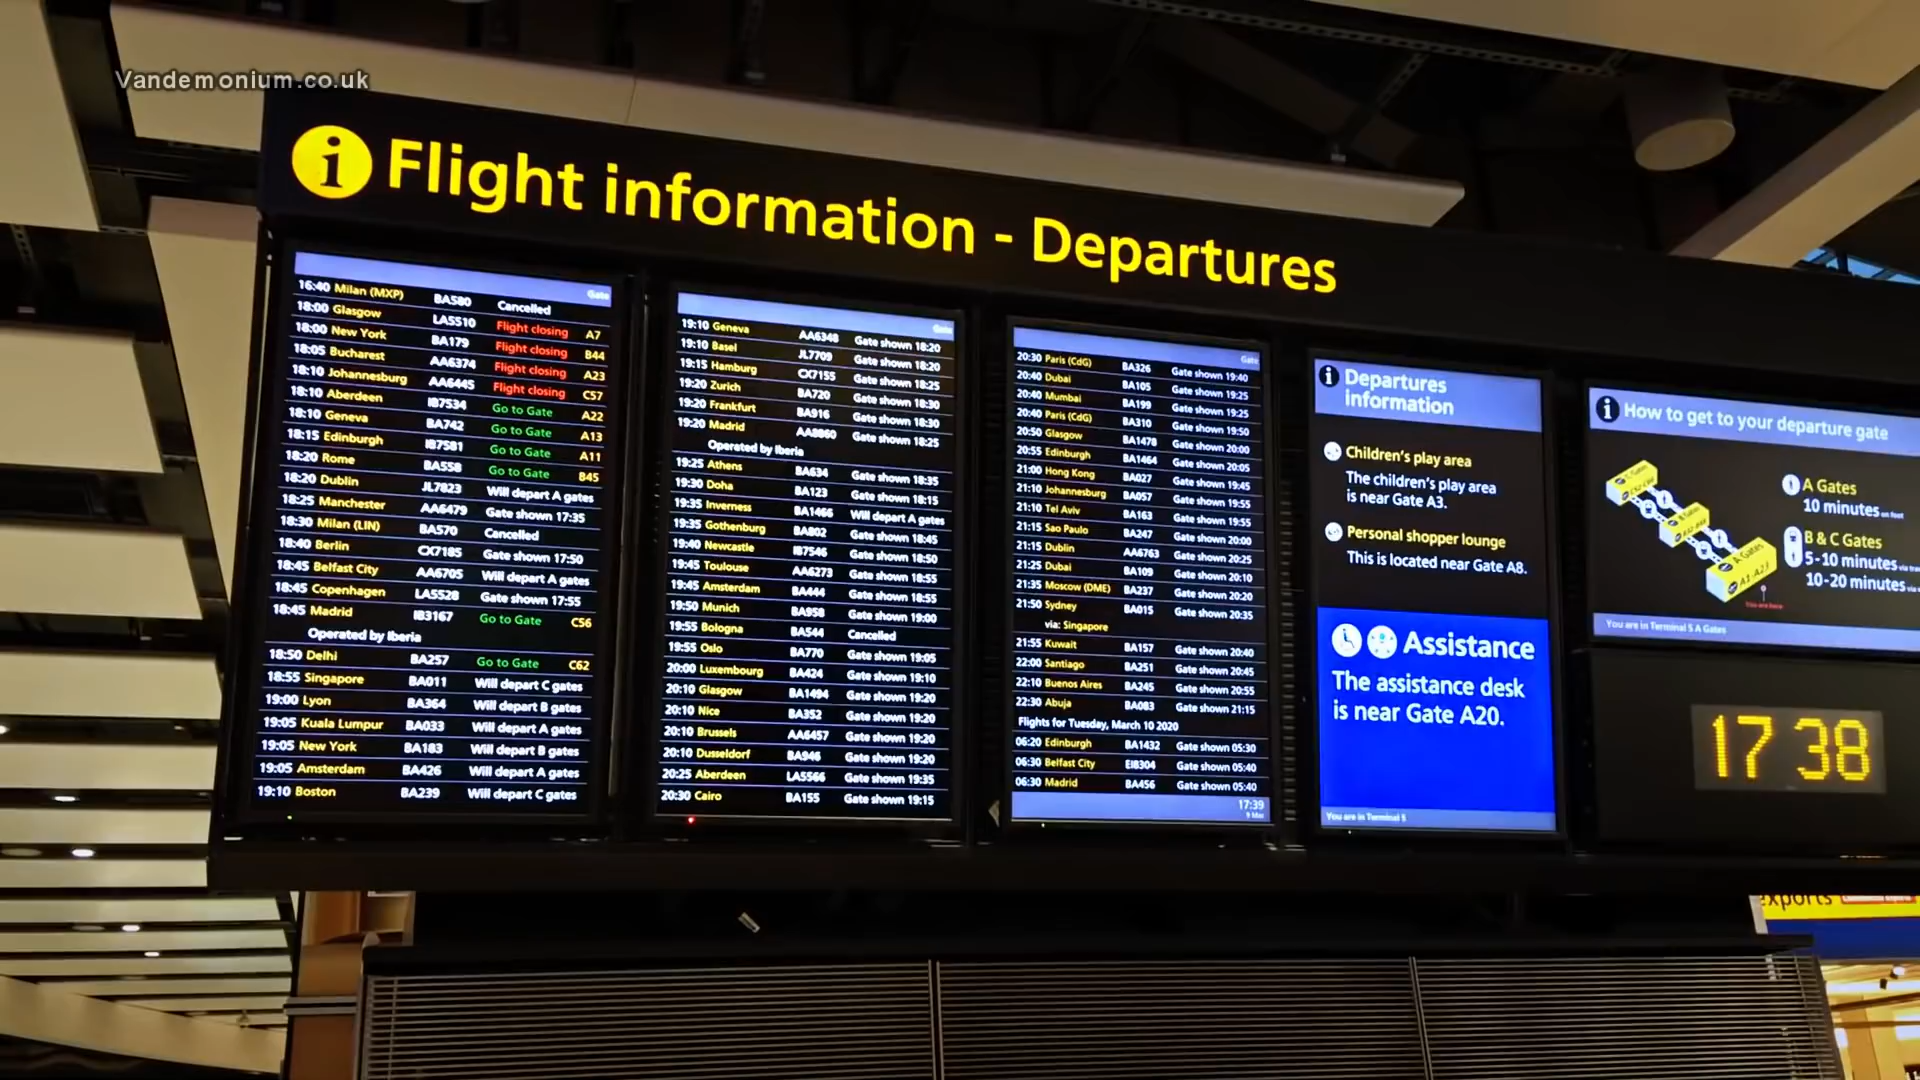 Vandemonium.co.uk
i Flight information - Departures
Gate
16:40 Milan (MXP) BA580 Cancelled
18:00 Glasgow LA5510 Flight closing A7
18:00 New York BA179 Flight closing B44
18:05 Bucharest AA6374 Flight closing A23
18:10 Johannesburg AA6445 Flight closing C57
18:10 Aberdeen IB7534 Go to Gate A22
18:10 Geneva BA742 Go to Gate A13
18:15 Edinburgh IB7581 Go to Gate A11
18:20 Rome BA558 Go to Gate B45
18:20 Dublin JL7823 Will depart A gates
18:25 Manchester AA6479 Gate shown 17:35
18:30 Milan (LIN) BA570 Cancelled
18:40 Berlin CX7185 Gate shown 17:50
18:45 Belfast City AA6705 Will depart A gates
18:45 Copenhagen LA5528 Gate shown 17:55
18:45 Madrid IB3167 Go to Gate C56
Operated by Iberia
18:50 Delhi BA257 Go to Gate C62
18:55 Singapore BA011 Will depart C gates
19:00 Lyon BA364 Will depart B gates
19:05 Kuala Lumpur BA033 Will depart A gates
19:05 New York BA183 Will depart B gates
19:05 Amsterdam BA426 Will depart A gates
19:10 Boston BA239 Will depart C gates
Gate
19:10 Geneva AA6348 Gate shown 18:20
19:10 Basel JL7709 Gate shown 18:20
19:15 Hamburg CX7155 Gate shown 18:25
19:20 Zurich BA720 Gate shown 18:30
19:20 Frankfurt BA916 Gate shown 18:30
19:20 Madrid AA8860 Gate shown 18:25
Operated by Iberia
19:25 Athens BA634 Gate shown 18:35
19:30 Doha BA123 Gate shown 18:15
19:35 Inverness BA1466 Will depart A gates
19:35 Gothenburg BA802 Gate shown 18:45
19:40 Newcastle IB7546 Gate shown 18:50
19:45 Toulouse AA6273 Gate shown 18:55
19:45 Amsterdam BA444 Gate shown 18:55
19:50 Munich BA958 Gate shown 19:00
19:55 Bologna BA544 Cancelled
19:55 Oslo BA770 Gate shown 19:05
20:00 Luxembourg BA424 Gate shown 19:10
20:10 Glasgow BA1494 Gate shown 19:20
20:10 Nice BA352 Gate shown 19:20
20:10 Brussels AA6457 Gate shown 19:20
20:10 Dusseldorf BA946 Gate shown 19:20
20:25 Aberdeen LA5566 Gate shown 19:35
20:30 Cairo BA155 Gate shown 19:15
Gate
20:30 Paris (CdG) BA326 Gate shown 19:40
20:40 Dubai BA105 Gate shown 19:25
20:40 Mumbai BA199 Gate shown 19:25
20:40 Paris (CdG) BA310 Gate shown 19:50
20:50 Glasgow BA1478 Gate shown 20:00
20:55 Edinburgh BA1464 Gate shown 20:05
21:00 Hong Kong BA027 Gate shown 19:45
21:10 Johannesburg BA057 Gate shown 19:55
21:10 Tel Aviv BA163 Gate shown 19:55
21:15 Sao Paulo BA247 Gate shown 20:00
21:15 Dublin AA6763 Gate shown 20:25
21:25 Dubai BA109 Gate shown 20:10
21:35 Moscow (DME) BA237 Gate shown 20:20
21:50 Sydney BA015 Gate shown 20:35
via: Singapore
21:55 Kuwait BA157 Gate shown 20:40
22:00 Santiago BA251 Gate shown 20:45
22:10 Buenos Aires BA245 Gate shown 20:55
22:30 Abuja BA083 Gate shown 21:15
Flights for Tuesday, March 10 2020
06:20 Edinburgh BA1432 Gate shown 05:30
06:30 Belfast City EI8304 Gate shown 05:40
06:30 Madrid BA456 Gate shown 05:40
17:39
9 Mar
i Departures
information
Children's play area
The children's play area
is near Gate A3.
Personal shopper lounge
This is located near Gate A8.
Assistance
The assistance desk
is near Gate A20.
You are in Terminal 5
i How to get to your departure gate
C Gates
B Gates
A Gates
A1-A23
You are here
A Gates
10 minutes on foot
B & C Gates
5-10 minutes via
10-20 minutes via
You are in Terminal 5 A Gates
17 38
exports